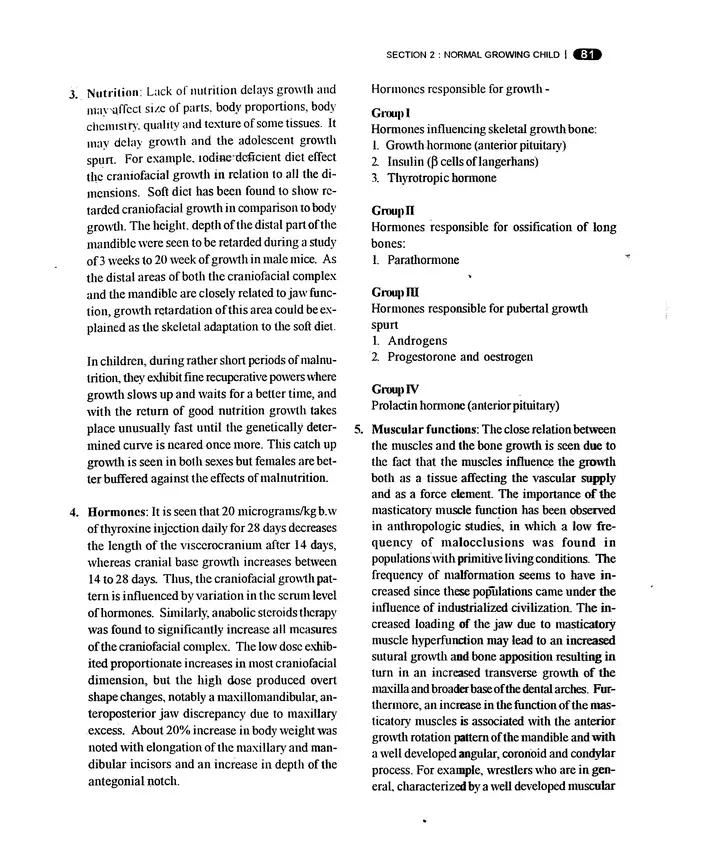 SECTION 2 : NORMAL GROWING CHILD | 81
3. Nutrition: Lack of nutrition delays growth and
may affect size of parts, body proportions, body
chemistry, quality and texture of some tissues. It
may delay growth and the adolescent growth
spurt. For example, iodine deficient diet effect
the craniofacial growth in relation to all the di-
mensions. Soft diet has been found to show re-
tarded craniofacial growth in comparison to body
growth. The height, depth of the distal part of the
mandible were seen to be retarded during a study
of 3 weeks to 20 week of growth in male mice. As
the distal areas of both the craniofacial complex
and the mandible are closely related to jaw func-
tion, growth retardation of this area could be ex-
plained as the skeletal adaptation to the soft diet.
In children, during rather short periods of malnu-
trition, they exhibit fine recuperative powers where
growth slows up and waits for a better time, and
with the return of good nutrition growth takes
place unusually fast until the genetically deter-
mined curve is neared once more. This catch up
growth is seen in both sexes but females are bet-
ter buffered against the effects of malnutrition.
4. Hormones: It is seen that 20 micrograms/kg b.w
of thyroxine injection daily for 28 days decreases
the length of the viscerocranium after 14 days,
whereas cranial base growth increases between
14 to 28 days. Thus, the craniofacial growth pat-
tern is influenced by variation in the serum level
of hormones. Similarly, anabolic steroids therapy
was found to significantly increase all measures
of the craniofacial complex. The low dose exhib-
ited proportionate increases in most craniofacial
dimension, but the high dose produced overt
shape changes, notably a maxillomandibular, an-
teroposterior jaw discrepancy due to maxillary
excess. About 20% increase in body weight was
noted with elongation of the maxillary and man-
dibular incisors and an increase in depth of the
antegonial notch.
Hormones responsible for growth -
Group I
Hormones influencing skeletal growth bone:
1. Growth hormone (anterior pituitary)
2. Insulin (β cells of langerhans)
3. Thyrotropic hormone
Group II
Hormones responsible for ossification of long
bones:
1. Parathormone
Group III
Hormones responsible for pubertal growth
spurt
1. Androgens
2. Progestorone and oestrogen
Group IV
Prolactin hormone (anterior pituitary)
5. Muscular functions: The close relation between
the muscles and the bone growth is seen due to
the fact that the muscles influence the growth
both as a tissue affecting the vascular supply
and as a force element. The importance of the
masticatory muscle function has been observed
in anthropologic studies, in which a low fre-
quency of malocclusions was found in
populations with primitive living conditions. The
frequency of malformation seems to have in-
creased since these populations came under the
influence of industrialized civilization. The in-
creased loading of the jaw due to masticatory
muscle hyperfunction may lead to an increased
sutural growth and bone apposition resulting in
turn in an increased transverse growth of the
maxilla and broader base of the dental arches. Fur-
thermore, an increase in the function of the mas-
ticatory muscles is associated with the anterior
growth rotation pattern of the mandible and with
a well developed angular, coronoid and condylar
process. For example, wrestlers who are in gen-
eral, characterized by a well developed muscular